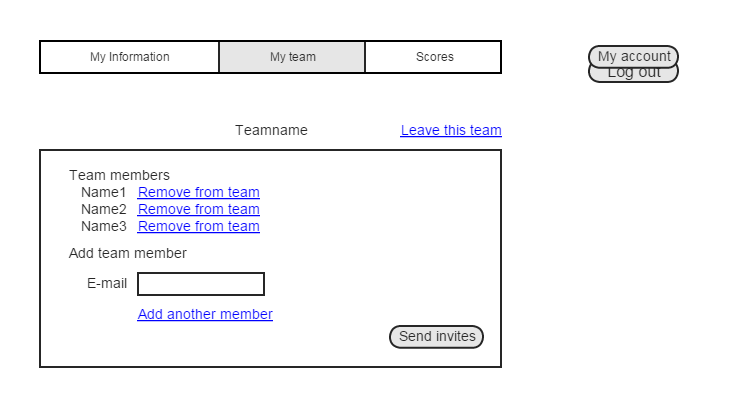 My Information My team Scores
My account
Log out
Teamname Leave this team
Team members
Name1 Remove from team
Name2 Remove from team
Name3 Remove from team
Add team member
E-mail
Add another member
Send invites